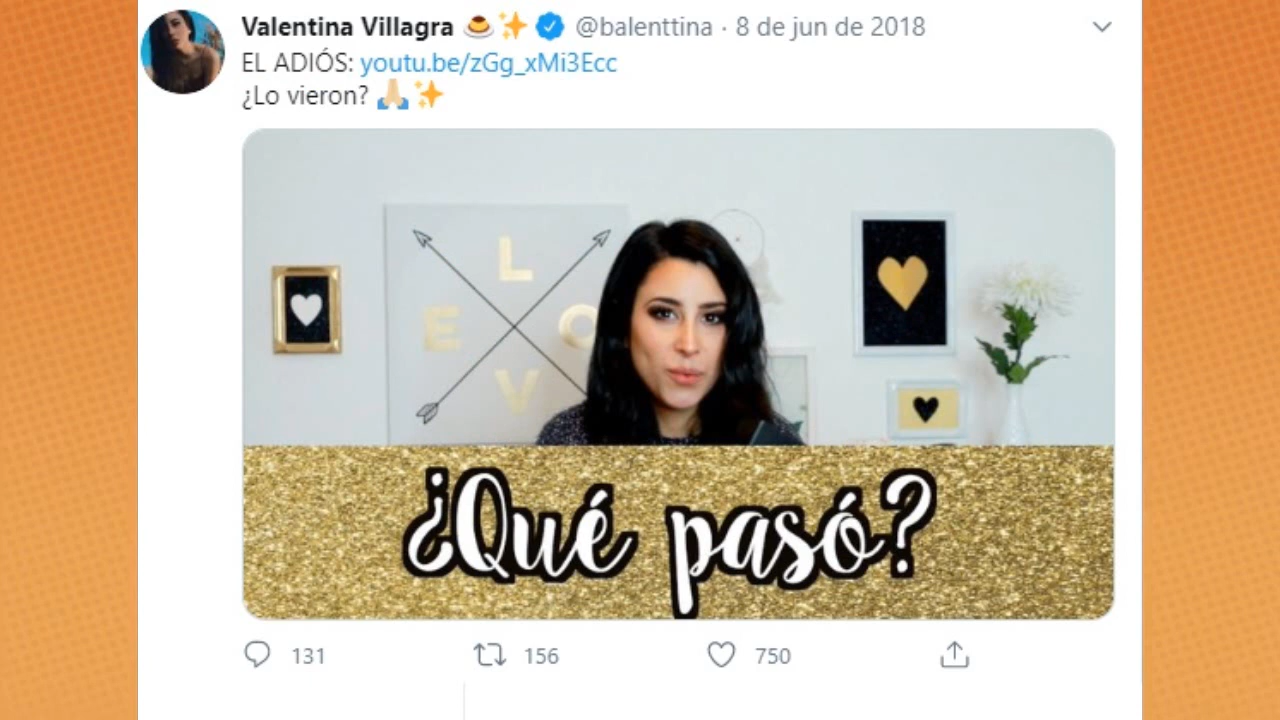 Valentina Villagra 🍮✨ @balenttina · 8 de jun de 2018
EL ADIÓS: youtu.be/zGg_xMi3Ecc
¿Lo vieron? 🙏🏼✨
L
E O
V
¿Qué pasó?
131 156 750